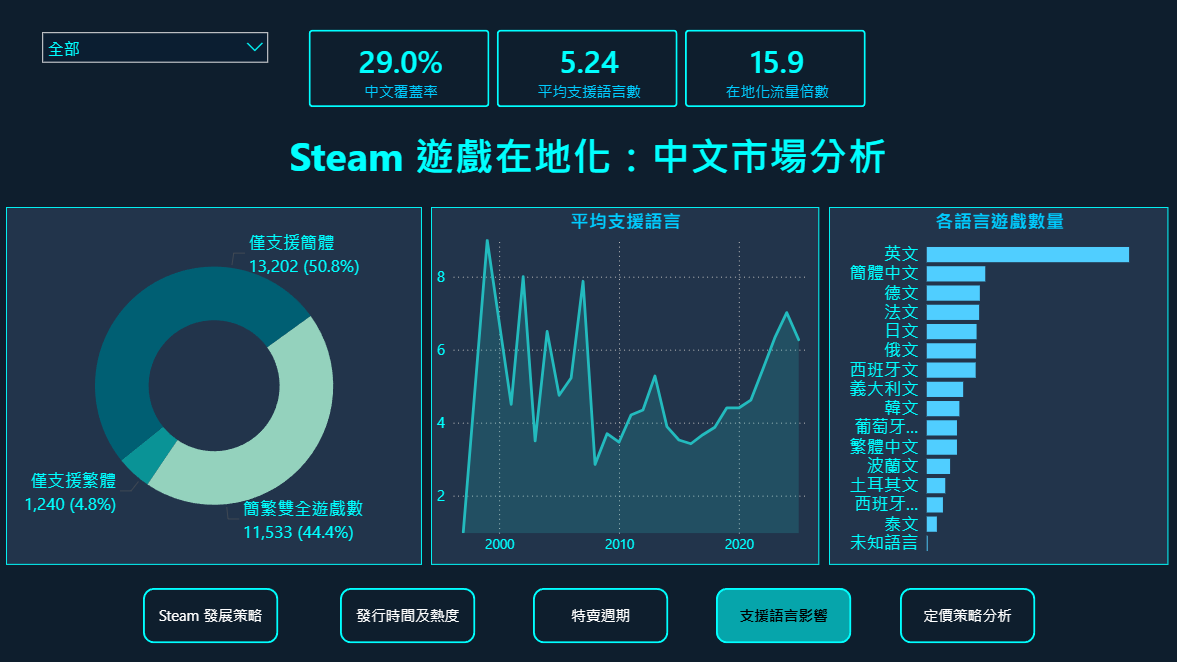 全部
29.0%
中文覆蓋率
5.24
平均支援語言數
15.9
在地化流量倍數
Steam 遊戲在地化：中文市場分析
僅支援簡體
13,202 (50.8%)
僅支援繁體
1,240 (4.8%)
簡繁雙全遊戲數
11,533 (44.4%)
平均支援語言
8
6
4
2
2000
2010
2020
各語言遊戲數量
英文
簡體中文
德文
法文
日文
俄文
西班牙文
義大利文
韓文
葡萄牙...
繁體中文
波蘭文
土耳其文
西班牙...
泰文
未知語言
Steam 發展策略
發行時間及熱度
特賣週期
支援語言影響
定價策略分析